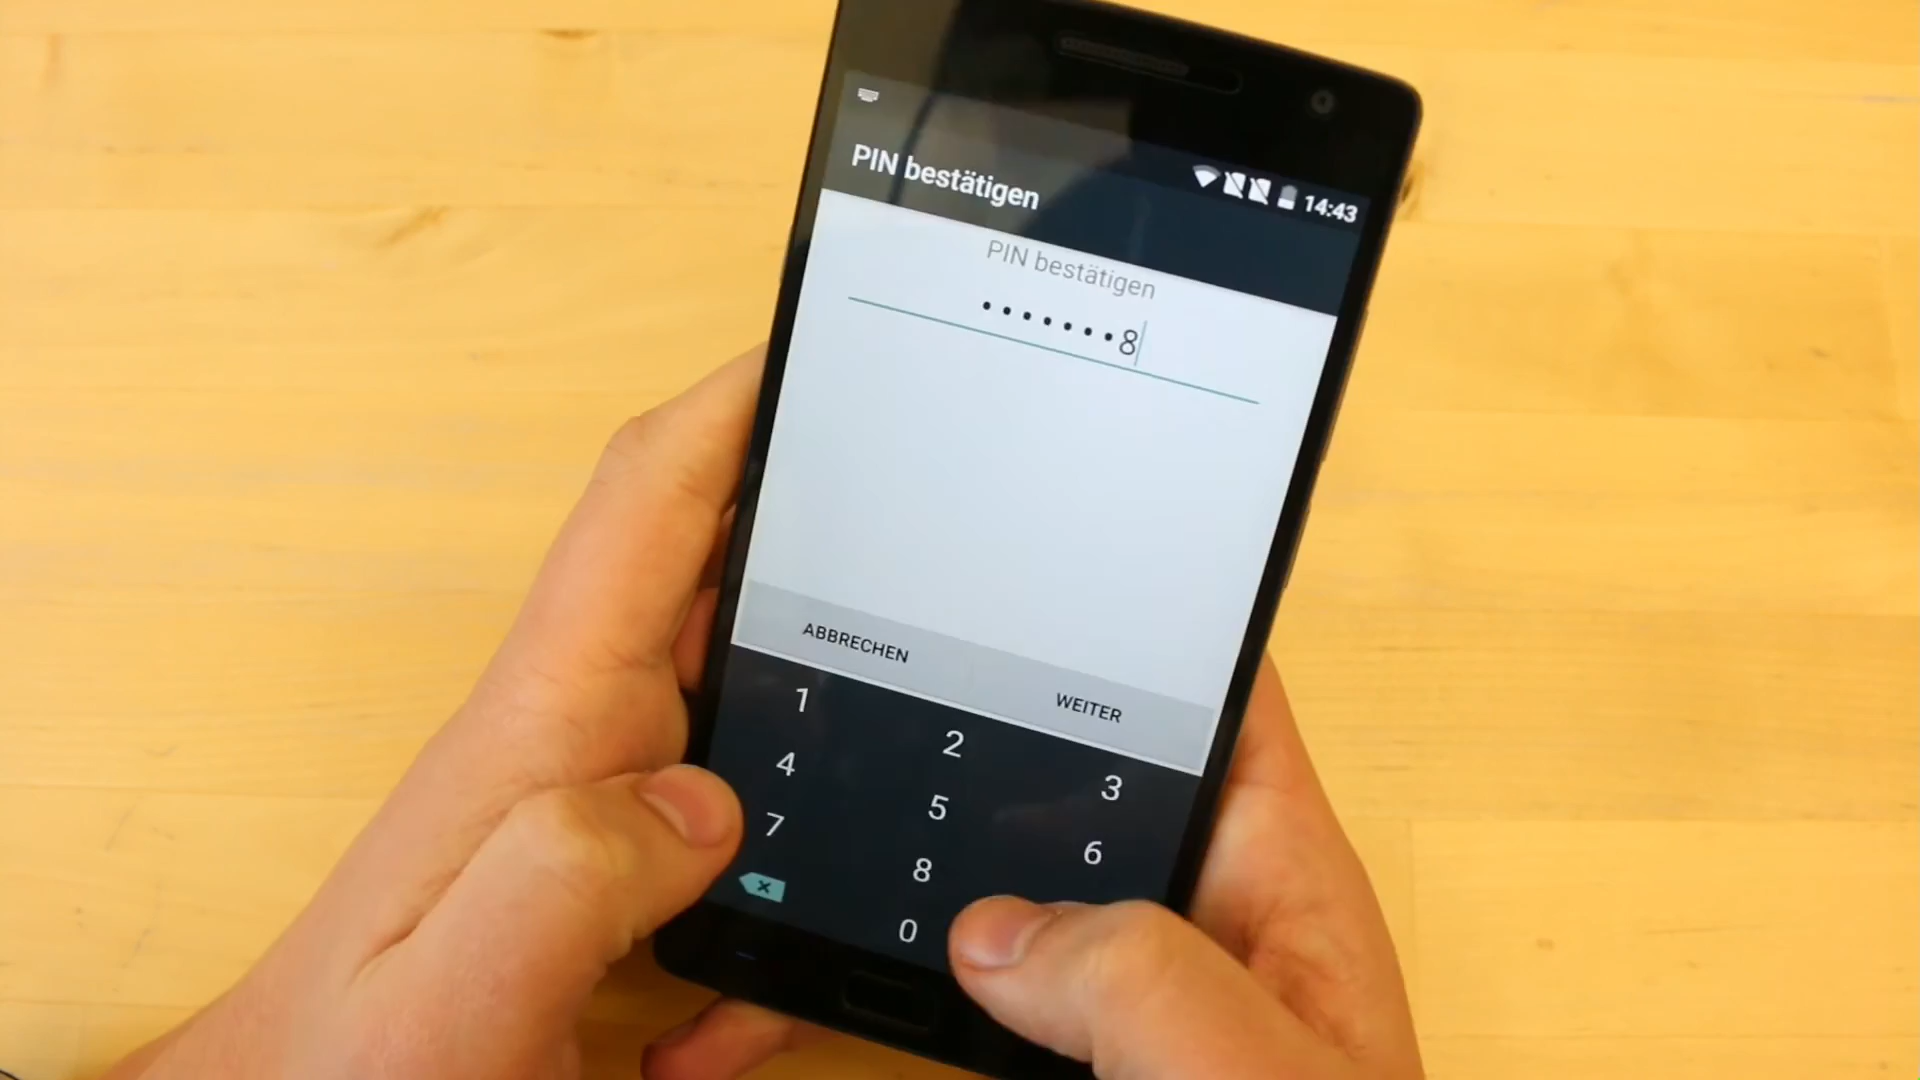 14:43
PIN bestätigen
PIN bestätigen
•••••••8
ABBRECHEN
WEITER
1 2 3
4 5 6
7 8
0